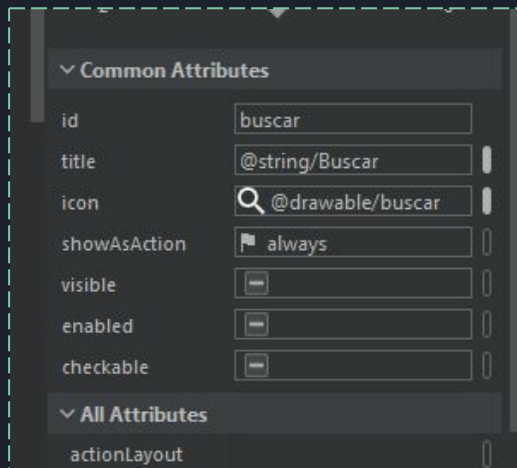 Common Attributes
id buscar
title @string/Buscar
icon @drawable/buscar
showAsAction always
visible
enabled
checkable
All Attributes
actionLayout